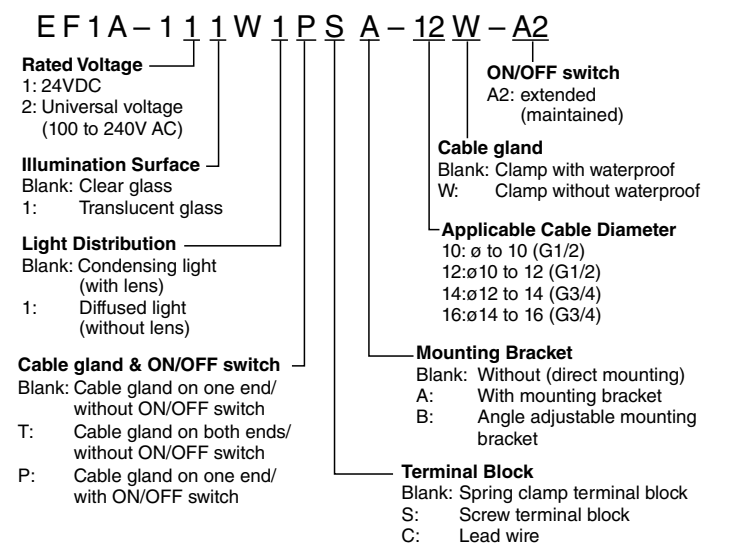 EF1A–111W1PSA–12W–A2
Rated Voltage
1: 24VDC
2: Universal voltage
(100 to 240V AC)
Illumination Surface
Blank: Clear glass
1: Translucent glass
Light Distribution
Blank: Condensing light
(with lens)
1: Diffused light
(without lens)
Cable gland & ON/OFF switch
Blank: Cable gland on one end/
without ON/OFF switch
T: Cable gland on both ends/
without ON/OFF switch
P: Cable gland on one end/
with ON/OFF switch
ON/OFF switch
A2: extended
(maintained)
Cable gland
Blank: Clamp with waterproof
W: Clamp without waterproof
Applicable Cable Diameter
10: ø to 10 (G1/2)
12:ø10 to 12 (G1/2)
14:ø12 to 14 (G3/4)
16:ø14 to 16 (G3/4)
Mounting Bracket
Blank: Without (direct mounting)
A: With mounting bracket
B: Angle adjustable mounting
bracket
Terminal Block
Blank: Spring clamp terminal block
S: Screw terminal block
C: Lead wire